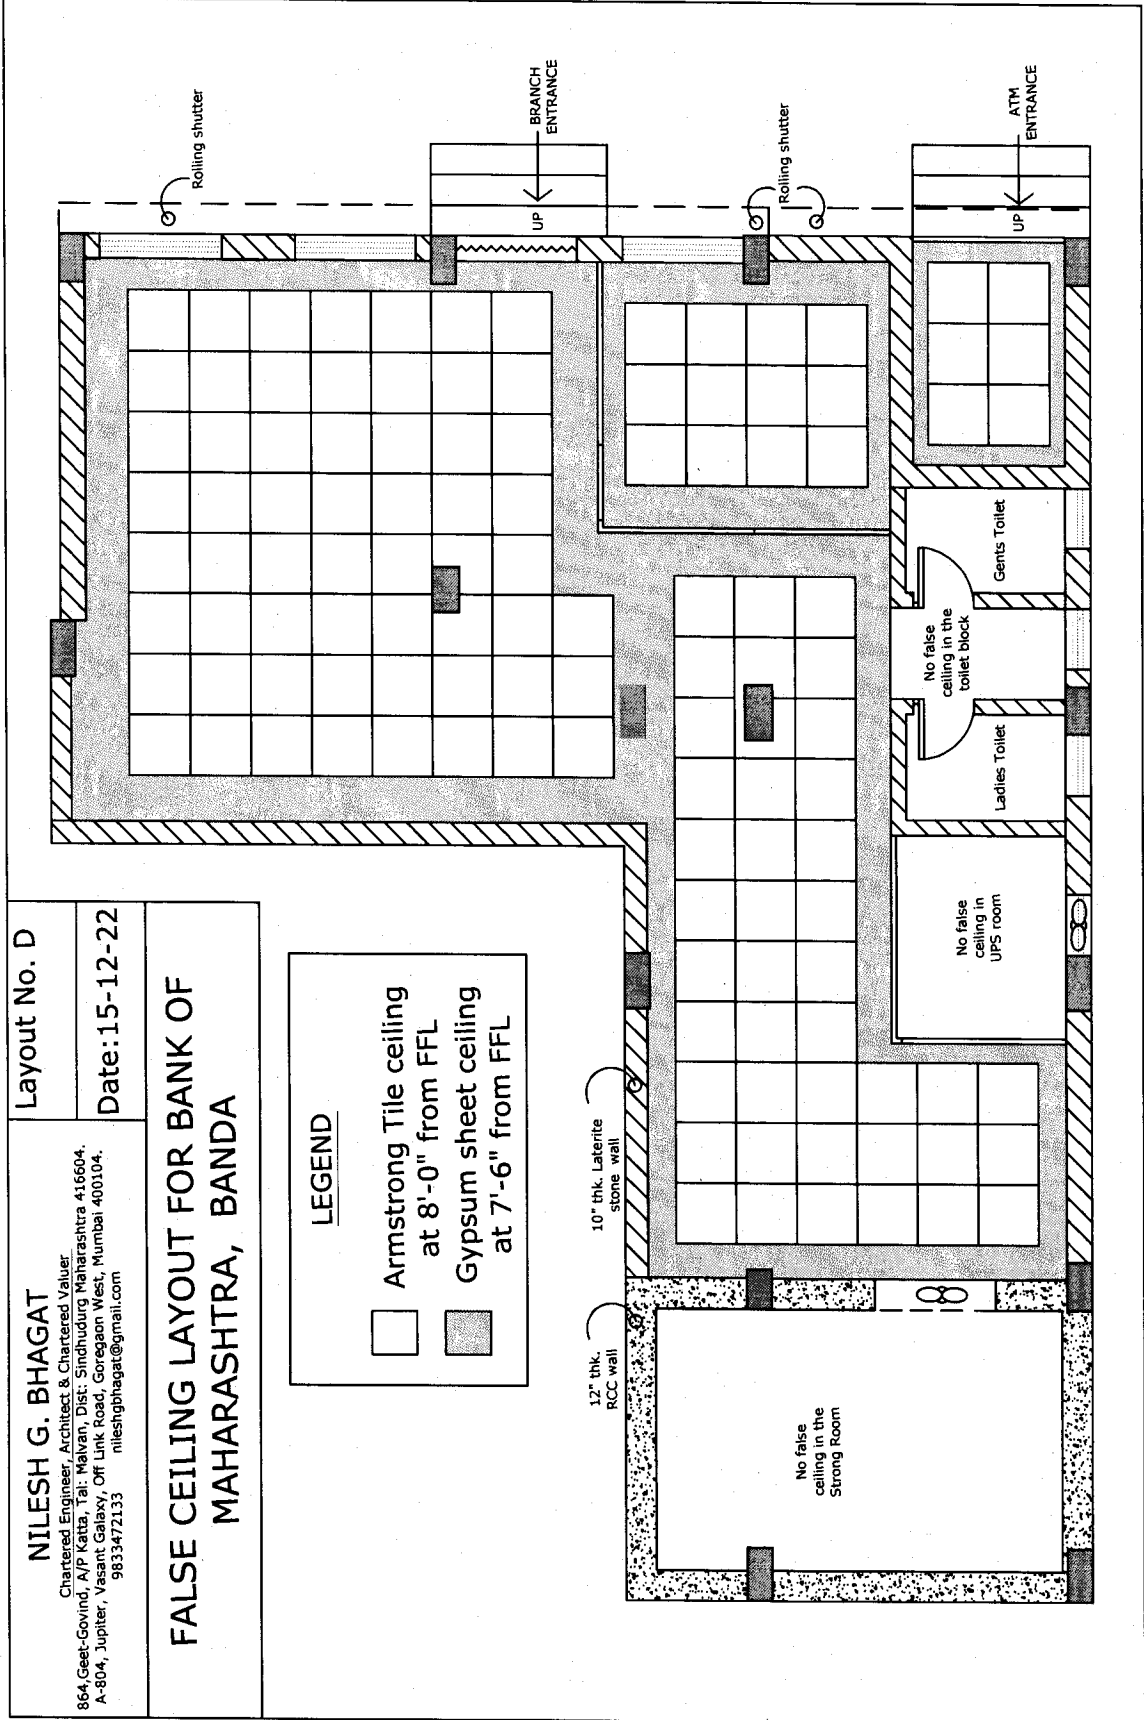 NILESH G. BHAGAT
Chartered Engineer, Architect & Chartered Valuer
864,Geet-Govind, A/P Katta, Tal: Malvan, Dist: Sindhudurg Maharashtra 416604.
A-804, Jupiter, Vasant Galaxy, Off Link Road, Goregaon West, Mumbai 400104.
9833472133 nileshgbhagat@gmail.com
Layout No. D
Date:15-12-22
FALSE CEILING LAYOUT FOR BANK OF
MAHARASHTRA, BANDA
LEGEND
Armstrong Tile ceiling
at 8'-0" from FFL
Gypsum sheet ceiling
at 7'-6" from FFL
Rolling shutter
BRANCH
ENTRANCE
UP
Rolling shutter
ATM
ENTRANCE
UP
12" thk.
RCC wall
10" thk. Laterite
stone wall
No false
ceiling in the
Strong Room
No false
ceiling in
UPS room
Ladies Toilet
No false
ceiling in the
toilet block
Gents Toilet